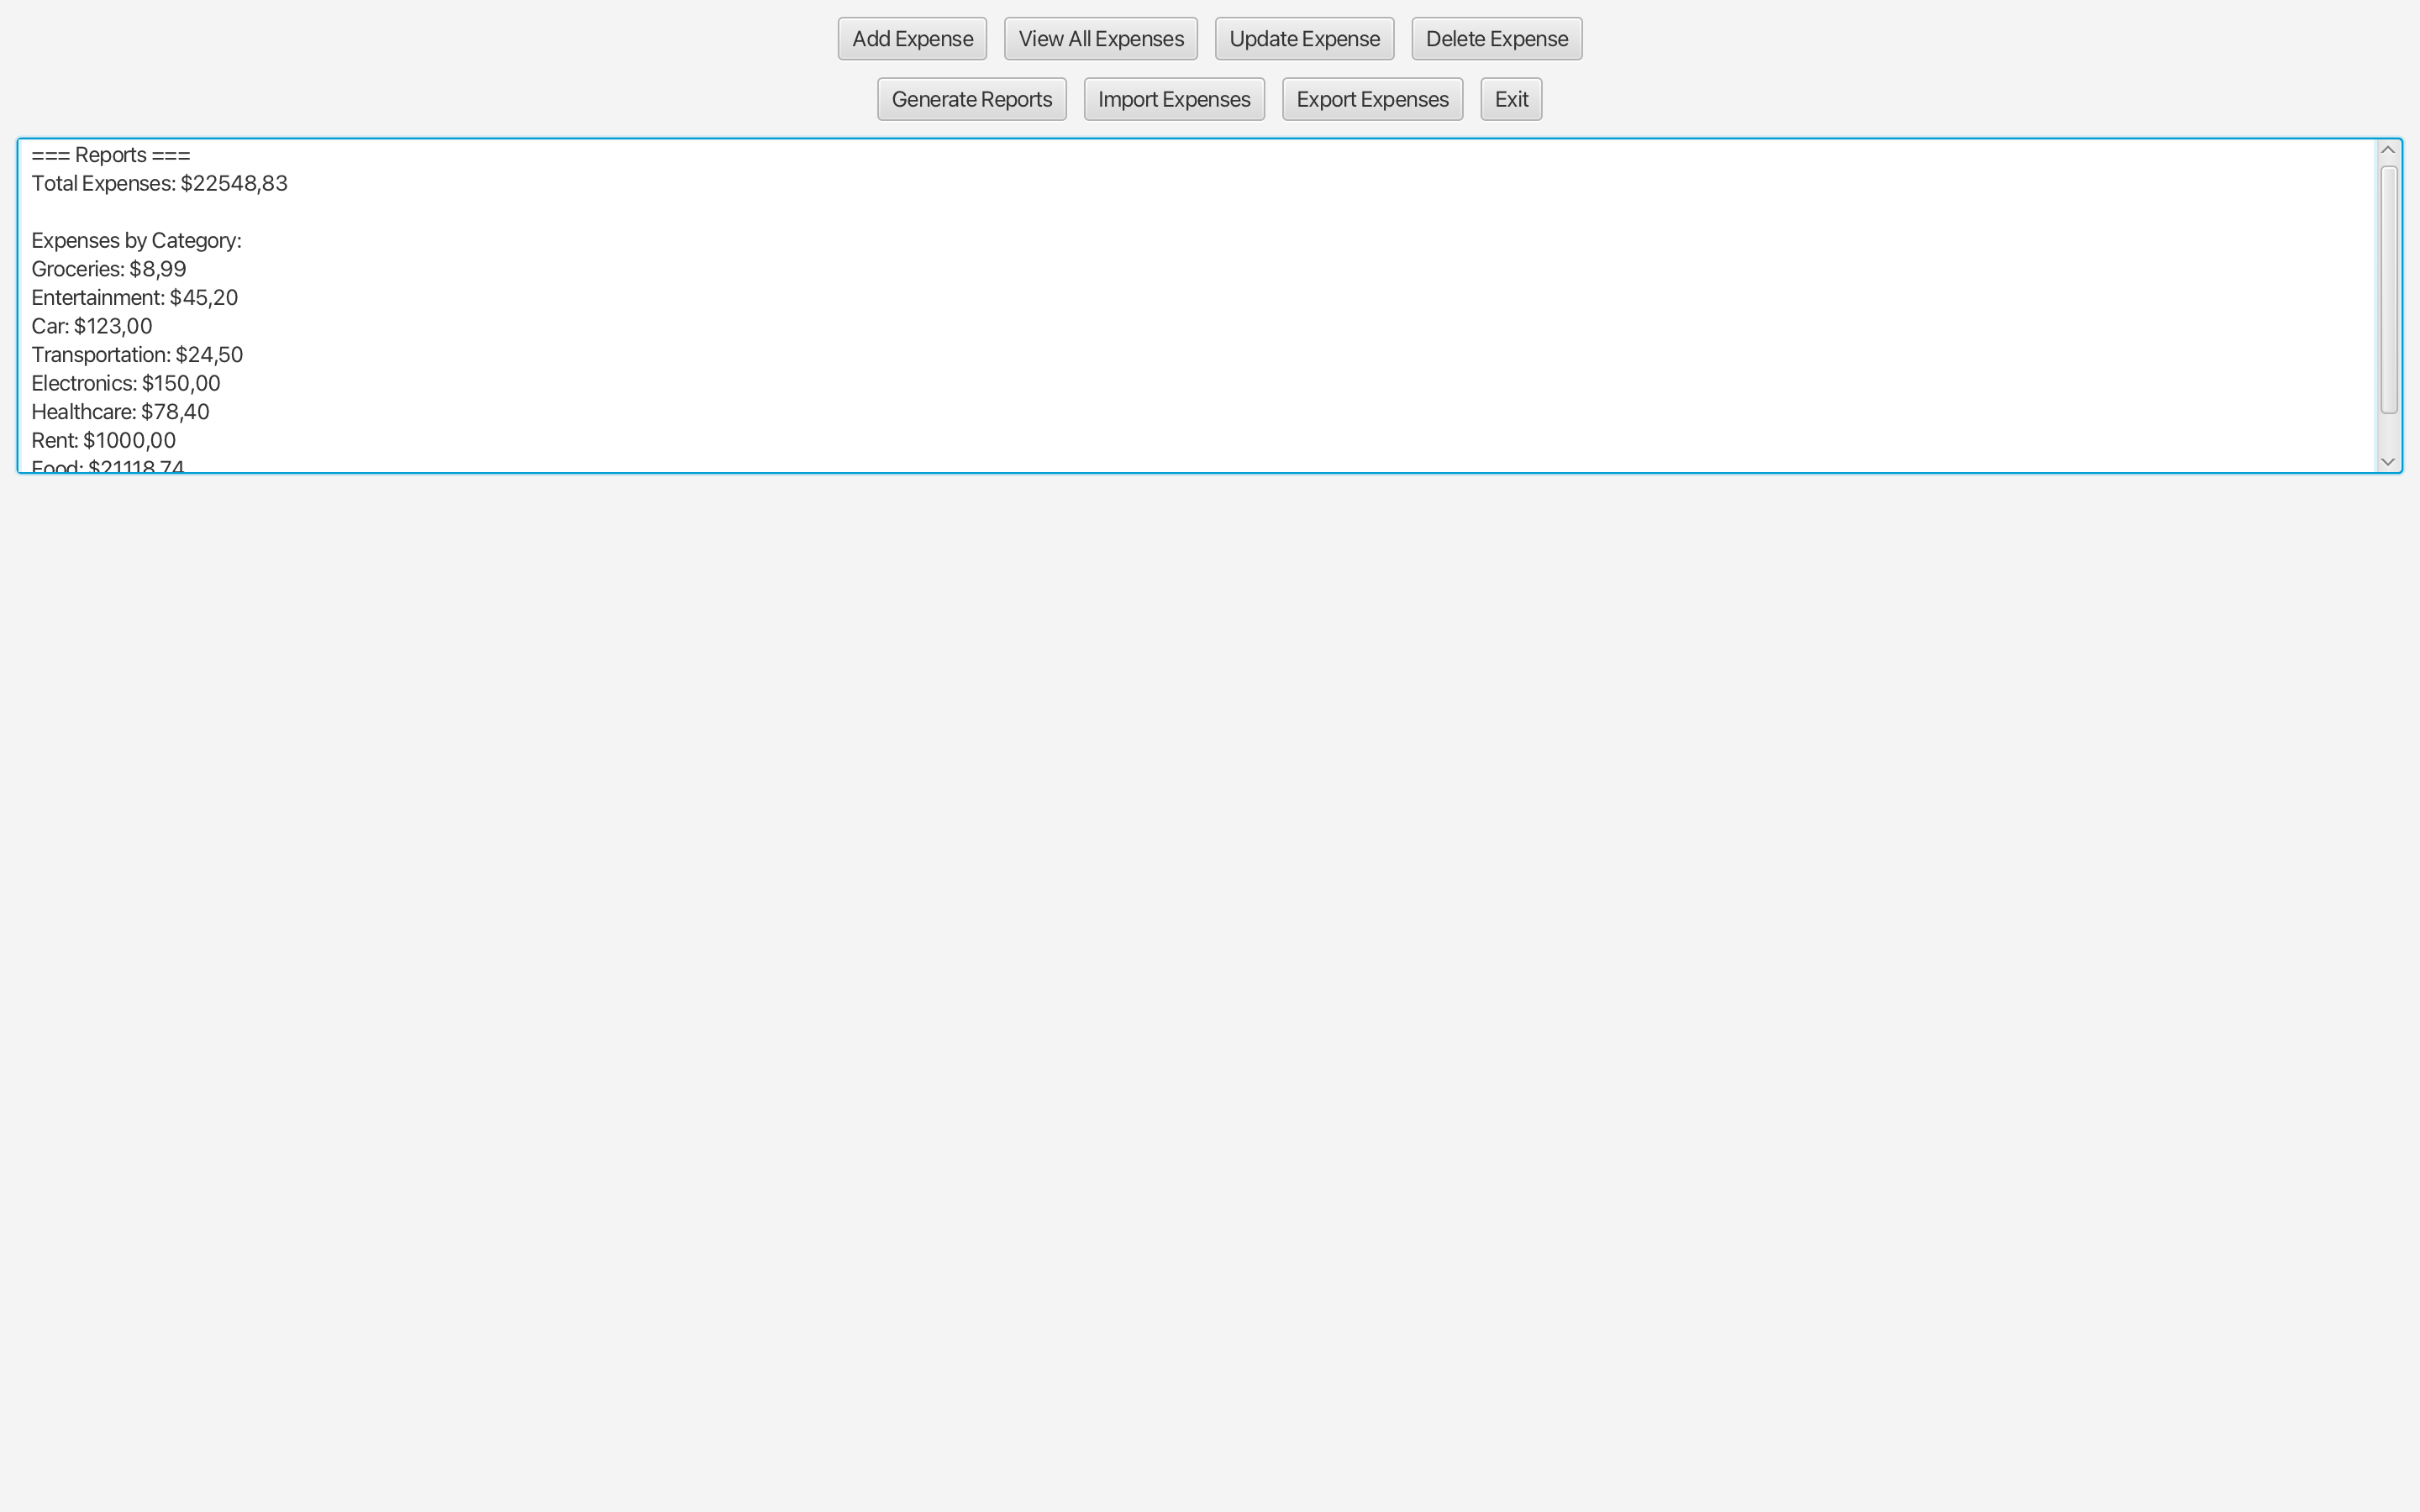 Add Expense View All Expenses Update Expense Delete Expense
Generate Reports Import Expenses Export Expenses Exit
=== Reports ===
Total Expenses: $22548,83
Expenses by Category:
Groceries: $8,99
Entertainment: $45,20
Car: $123,00
Transportation: $24,50
Electronics: $150,00
Healthcare: $78,40
Rent: $1000,00
Food: $21118,74